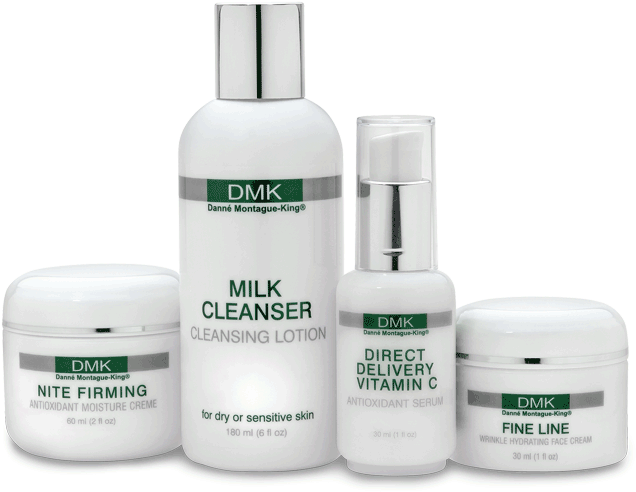 DMK
Danné Montague-King®
NITE FIRMING
ANTIOXIDANT MOISTURE CREME
60 ml (2 fl oz)
DMK
Danné Montague-King®
MILK
CLEANSER
CLEANSING LOTION
for dry or sensitive skin
180 ml (6 fl oz)
DMK
Danné Montague-King®
DIRECT
DELIVERY
VITAMIN C
ANTIOXIDANT SERUM
30 ml (1 fl oz)
DMK
Danné Montague-King®
FINE LINE
WRINKLE HYDRATING FACE CREAM
30 ml (1 fl oz)